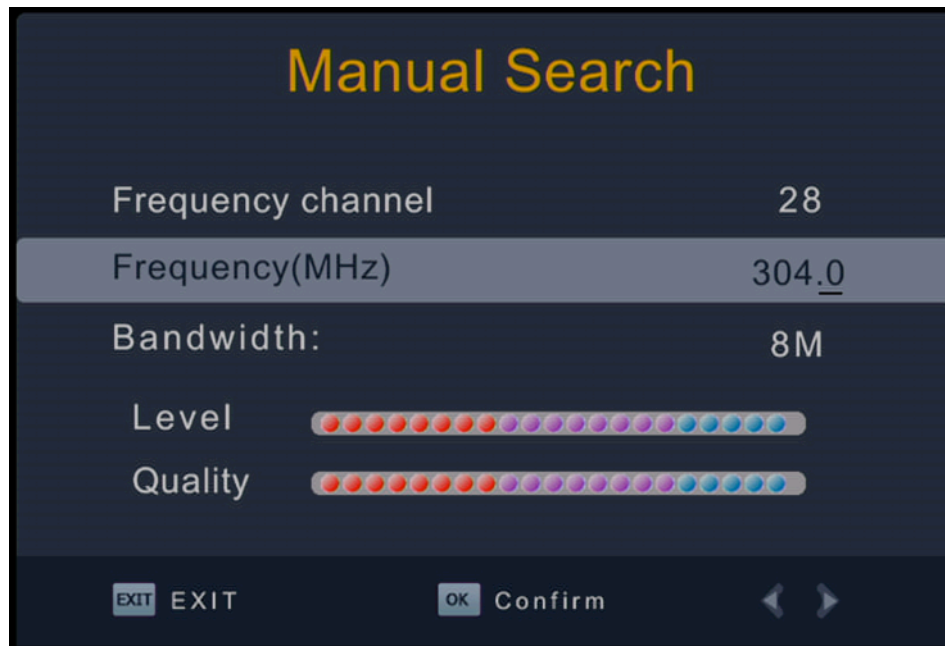 Manual Search
Frequency channel 28
Frequency(MHz) 304.0
Bandwidth: 8M
Level
Quality
EXIT EXIT OK Confirm